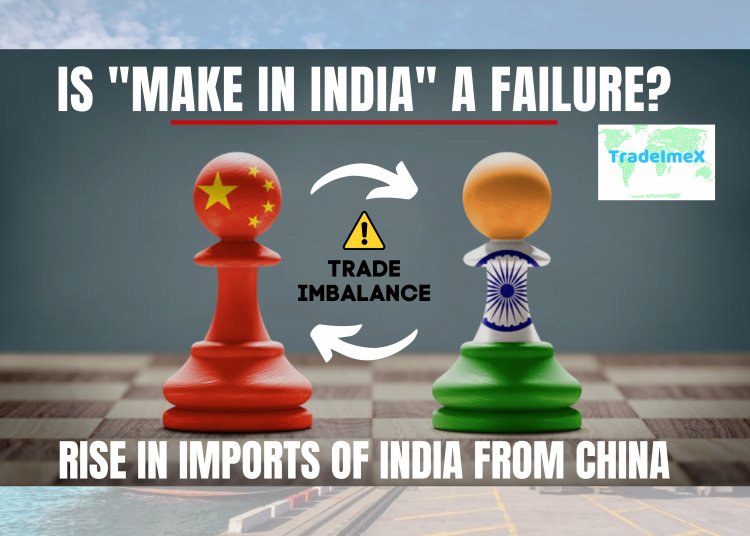 IS "MAKE IN INDIA" A FAILURE?
TradeImeX
TRADE
IMBALANCE
RISE IN IMPORTS OF INDIA FROM CHINA